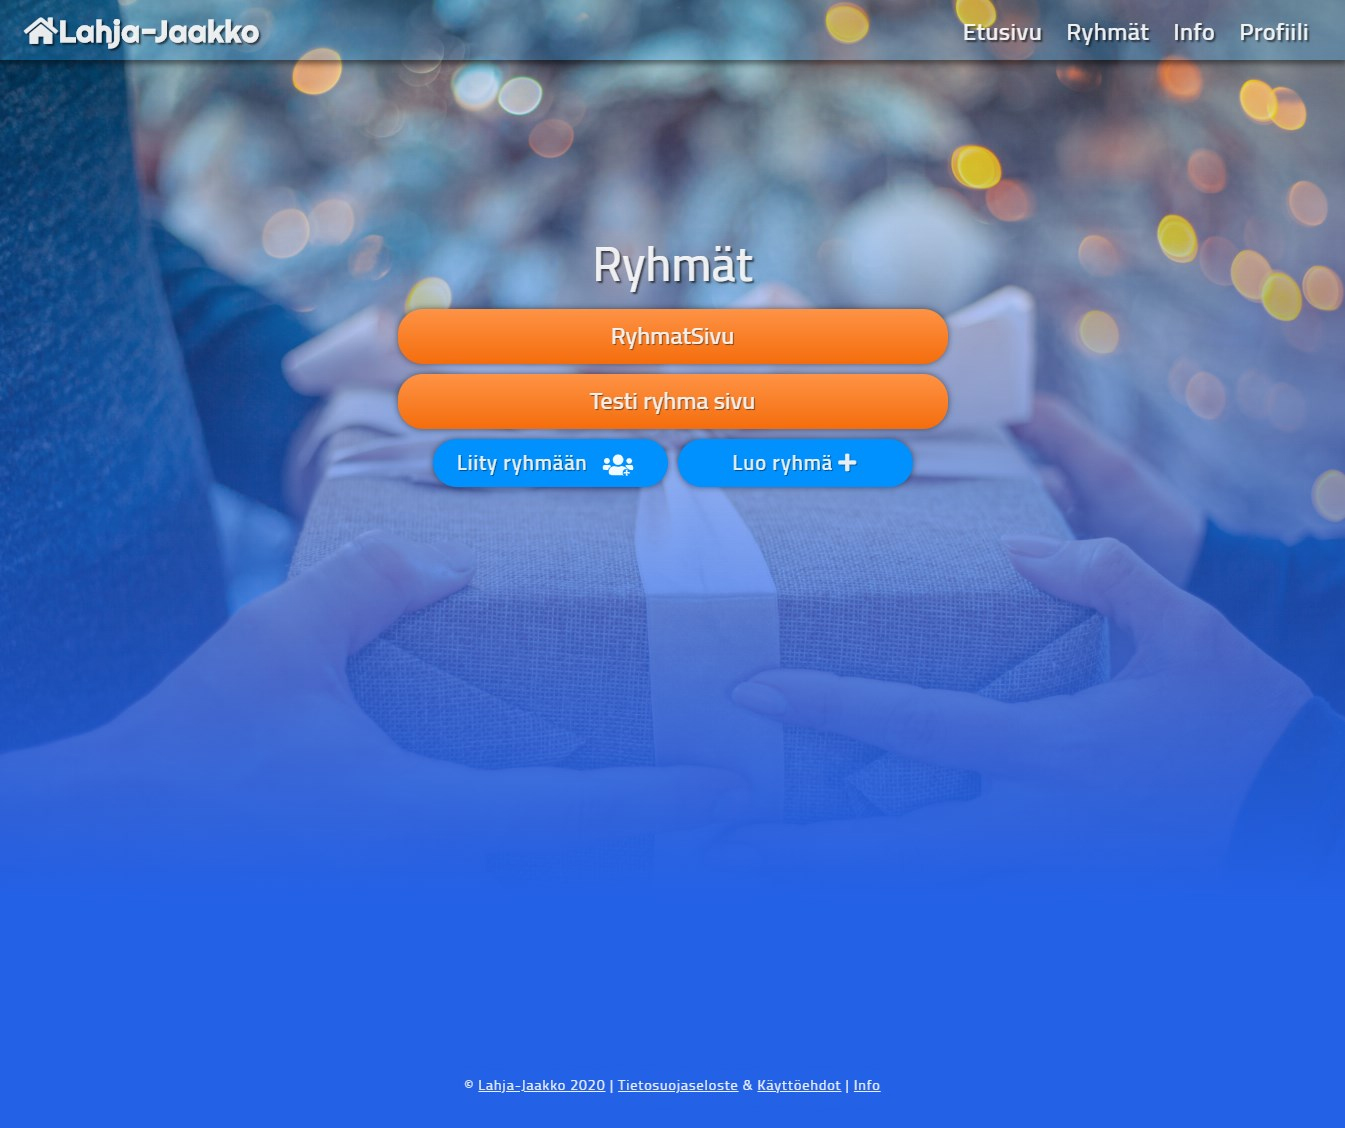 Lahja-Jaakko
Etusivu Ryhmät Info Profiili
Ryhmät
RyhmatSivu
Testi ryhma sivu
Liity ryhmään
Luo ryhmä
© Lahja-Jaakko 2020 | Tietosuojaseloste & Käyttöehdot | Info